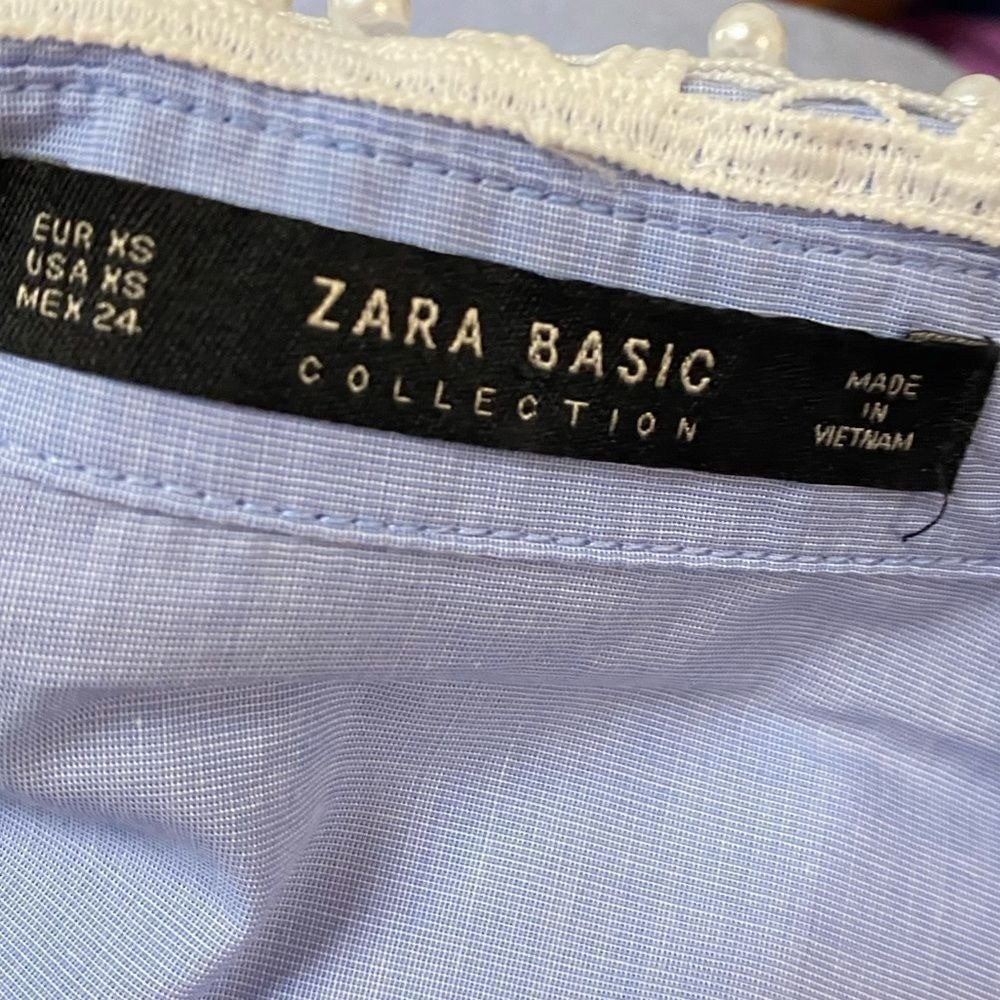 EUR XS
USA XS
MEX 24
ZARA BASIC
COLLECTION
MADE
IN
VIETNAM